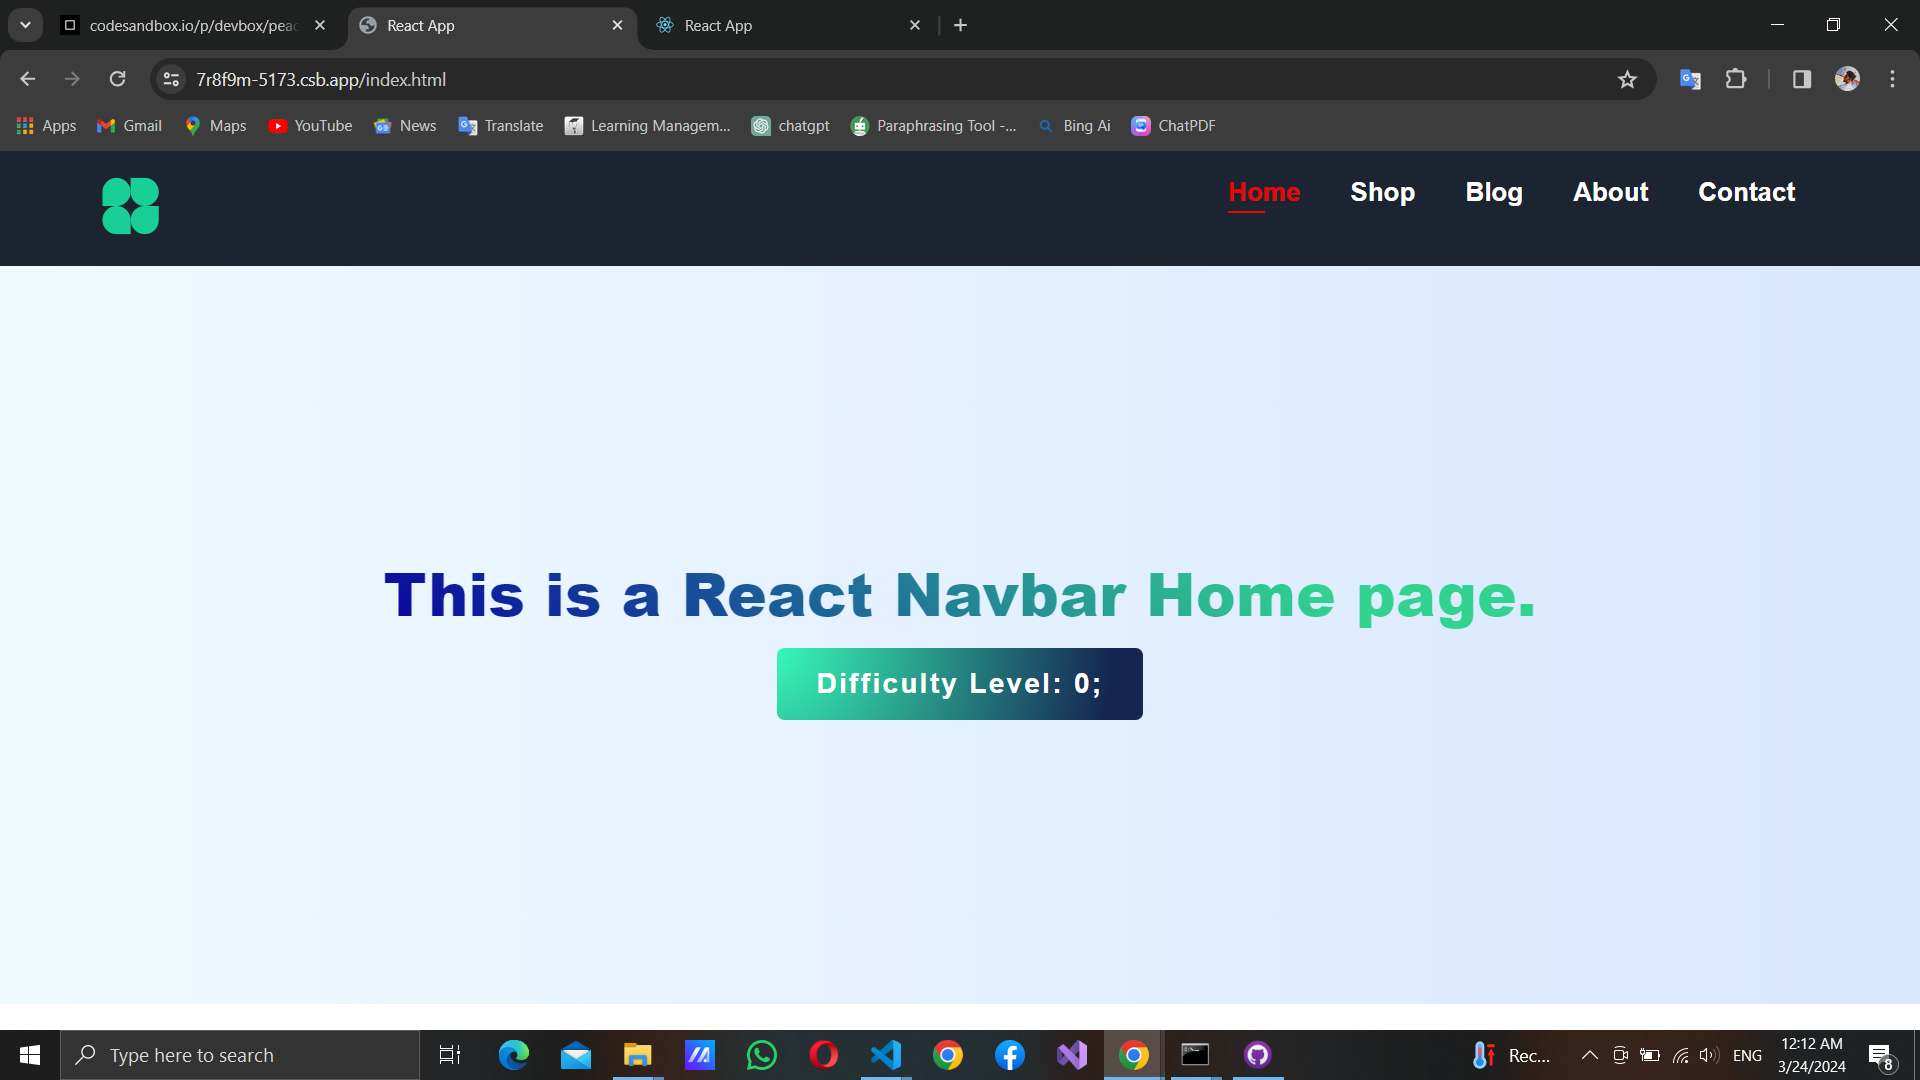 codesandbox.io/p/devbox/peac
React App
React App
7r8f9m-5173.csb.app/index.html
Apps
Gmail
Maps
YouTube
News
Translate
Learning Managem...
chatgpt
Paraphrasing Tool -...
Bing Ai
ChatPDF
Home
Shop
Blog
About
Contact
This is a React Navbar Home page.
Difficulty Level: 0;
Type here to search
Rec...
ENG
12:12 AM
3/24/2024
8